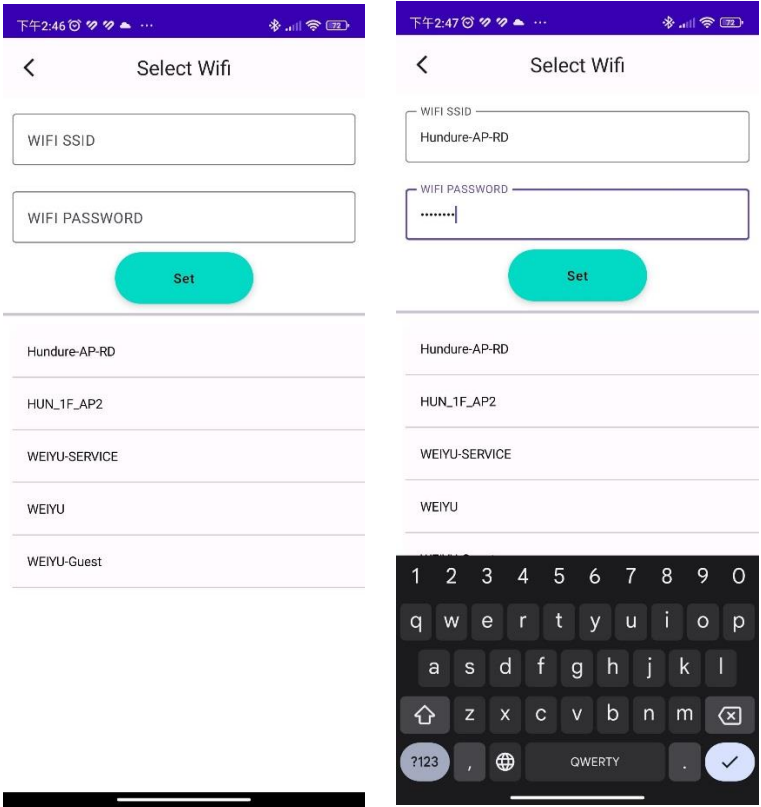 下午2:46
72
Select Wifi
WIFI SSID
WIFI PASSWORD
Set
Hundure-AP-RD
HUN_1F_AP2
WEIYU-SERVICE
WEIYU
WEIYU-Guest
下午2:47
72
Select Wifi
WIFI SSID
Hundure-AP-RD
WIFI PASSWORD
••••••••
Set
Hundure-AP-RD
HUN_1F_AP2
WEIYU-SERVICE
WEIYU
1 2 3 4 5 6 7 8 9 0
q w e r t y u i o p
a s d f g h j k l
z x c v b n m
?123 , QWERTY .